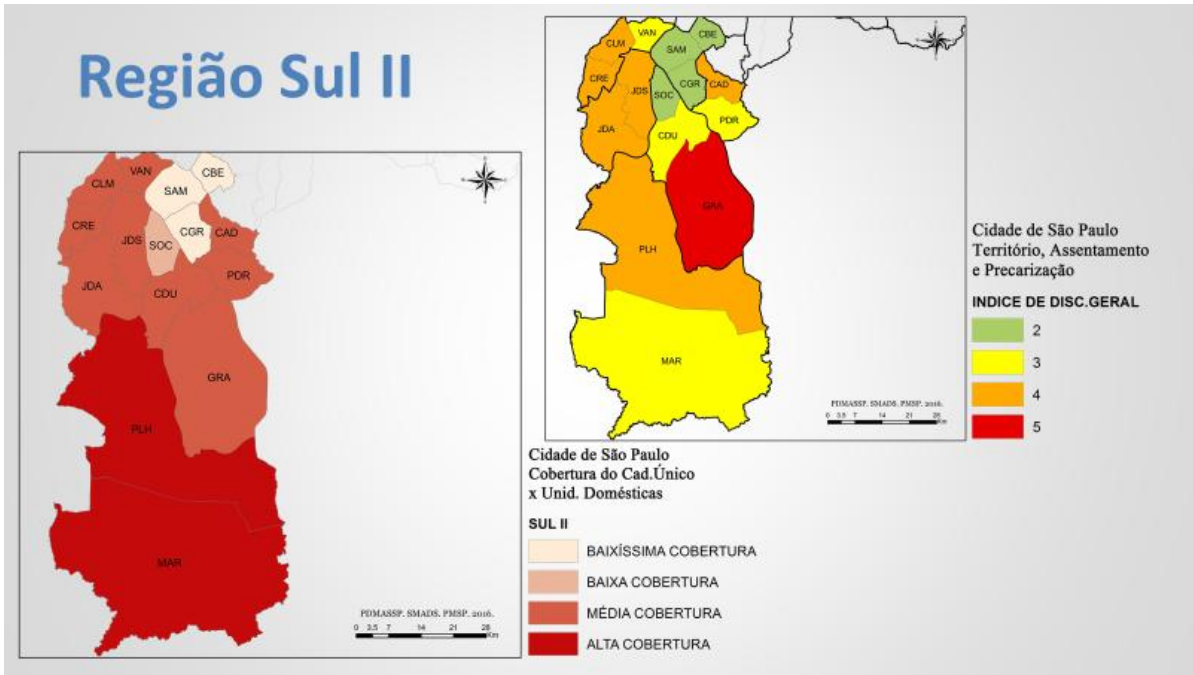 Região Sul II
VAN
CBE
CLM
SAM
CRE
CGR
CAD
JDS
SOC
PDR
JDA
CDU
GRA
PLH
MAR
PDMASSP. SMADS. PMSP. 2016.
0 3.5 7 14 21 28
Km
Cidade de São Paulo
Território, Assentamento
e Precarização
INDICE DE DISC.GERAL
2
3
4
5
VAN
CBE
CLM
SAM
CRE
CGR
CAD
JDS
SOC
PDR
JDA
CDU
GRA
PLH
MAR
PDMASSP. SMADS. PMSP. 2016.
0 3.5 7 14 21 28
Km
Cidade de São Paulo
Cobertura do Cad.Único
x Unid. Domésticas
SUL II
BAIXÍSSIMA COBERTURA
BAIXA COBERTURA
MÉDIA COBERTURA
ALTA COBERTURA